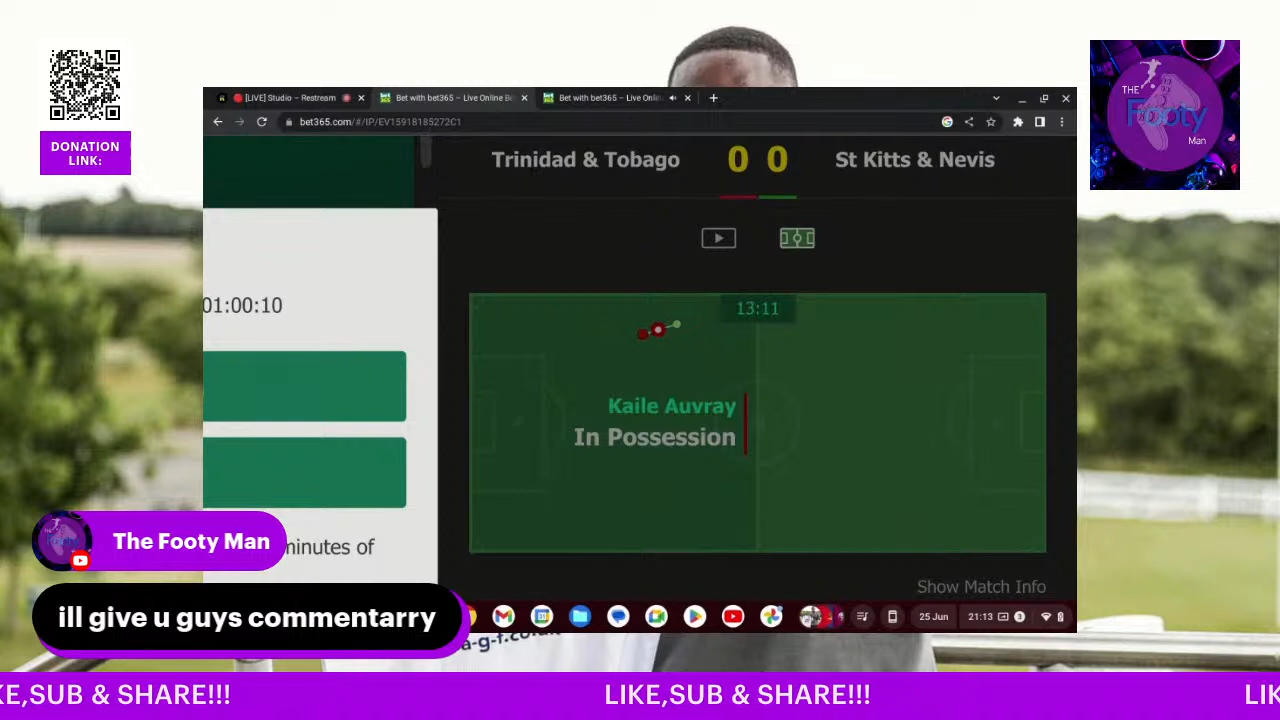 DONATION
LINK:
[LIVE] Studio – Restream
Bet with bet365 – Live Online Be
Bet with bet365 – Live Onlin
bet365.com/#/IP/EV15918185272C1
THE
Footy
Man
Trinidad & Tobago
0 0
St Kitts & Nevis
01:00:10
13:11
Kaile Auvray
In Possession
The Footy Man
minutes of
Show Match Info
ill give u guys commentarry
25 Jun
21:13
KE,SUB & SHARE!!!
LIKE,SUB & SHARE!!!
LIK